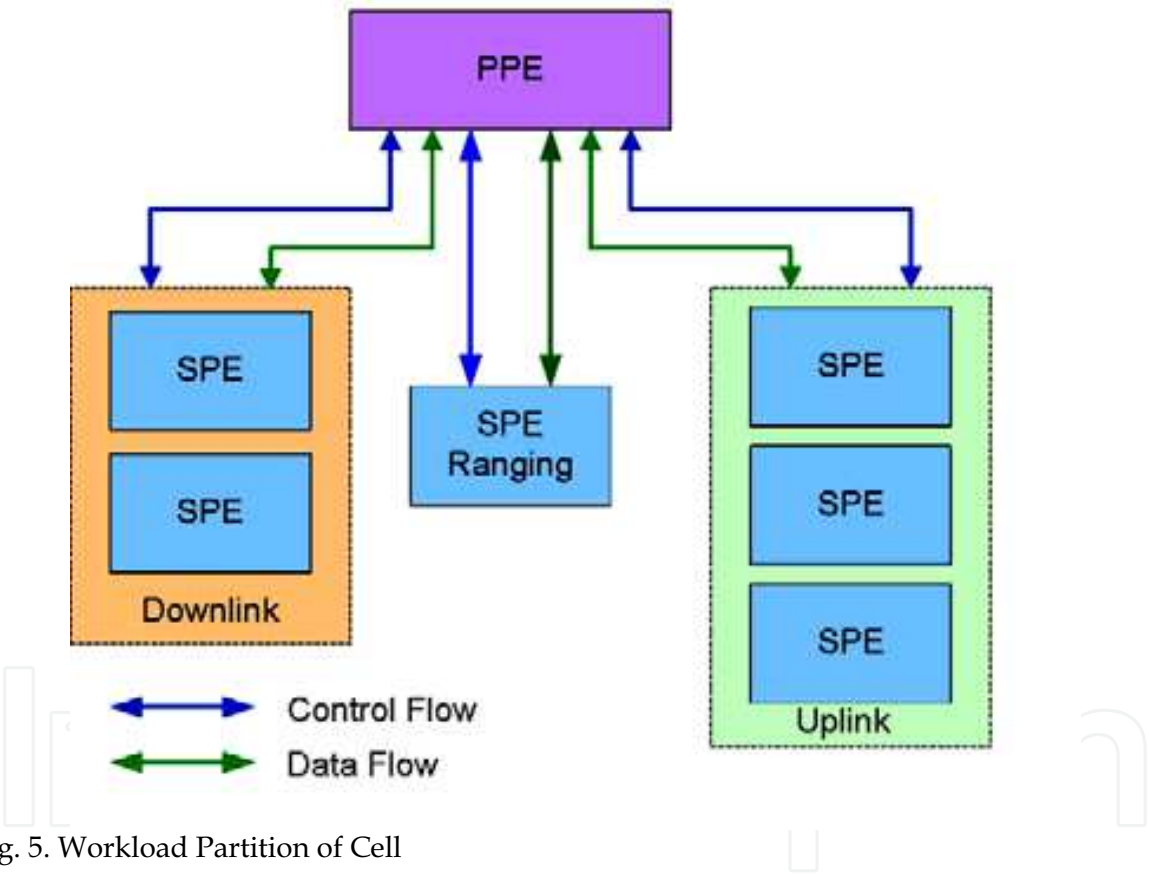 PPE
SPE
SPE
Downlink
SPE
Ranging
SPE
SPE
SPE
Uplink
Control Flow
Data Flow
g. 5. Workload Partition of Cell